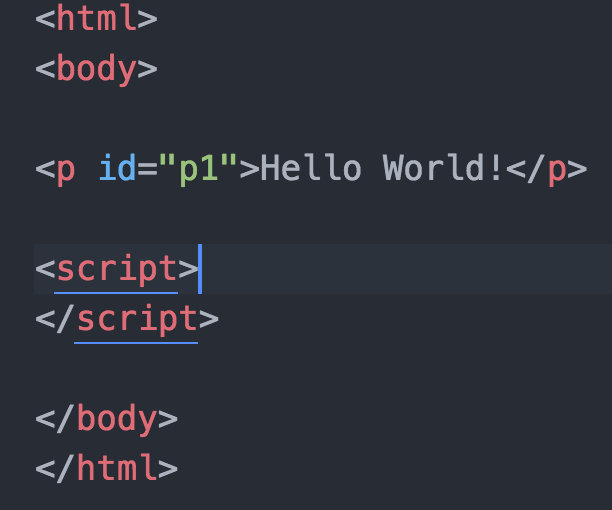 <html>
<body>
<p id="p1">Hello World!</p>
<script>
</script>
</body>
</html>